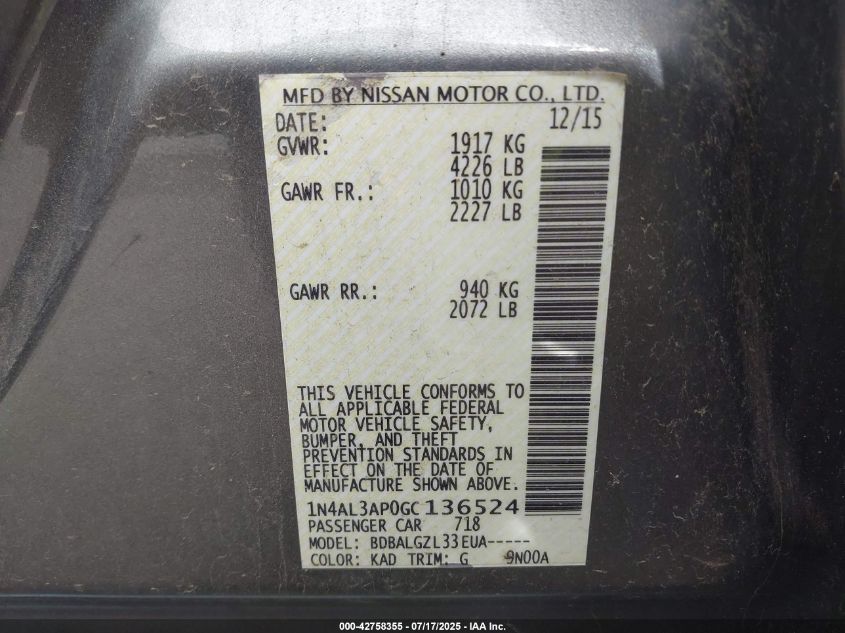 MFD BY NISSAN MOTOR CO., LTD.
DATE: 12/15
GVWR: 1917 KG
4226 LB
GAWR FR.: 1010 KG
2227 LB
GAWR RR.: 940 KG
2072 LB
THIS VEHICLE CONFORMS TO
ALL APPLICABLE FEDERAL
MOTOR VEHICLE SAFETY,
BUMPER, AND THEFT
PREVENTION STANDARDS IN
EFFECT ON THE DATE OF
MANUFACTURE SHOWN ABOVE.
1N4AL3AP0GC136524
PASSENGER CAR 718
MODEL: BDBALGZL33EUA-----
COLOR: KAD TRIM: G 9N00A
000-42758355 - 07/17/2025 - IAA Inc.